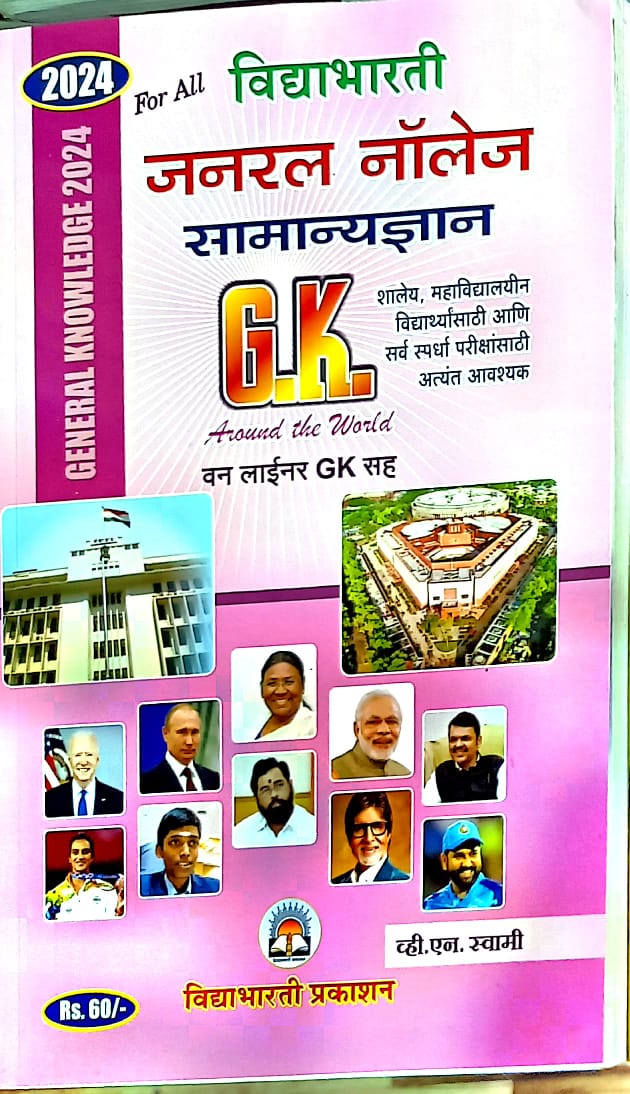 2024
For All
विद्याभारती
जनरल नॉलेज
सामान्यज्ञान
GENERAL KNOWLEDGE 2024
G.K.
शालेय, महाविद्यालयीन
विद्यार्थ्यांसाठी आणि
सर्व स्पर्धा परीक्षांसाठी
अत्यंत आवश्यक
Around the World
वन लाईनर GK सह
व्ही.एन. स्वामी
विद्याभारती प्रकाशन
Rs. 60/-